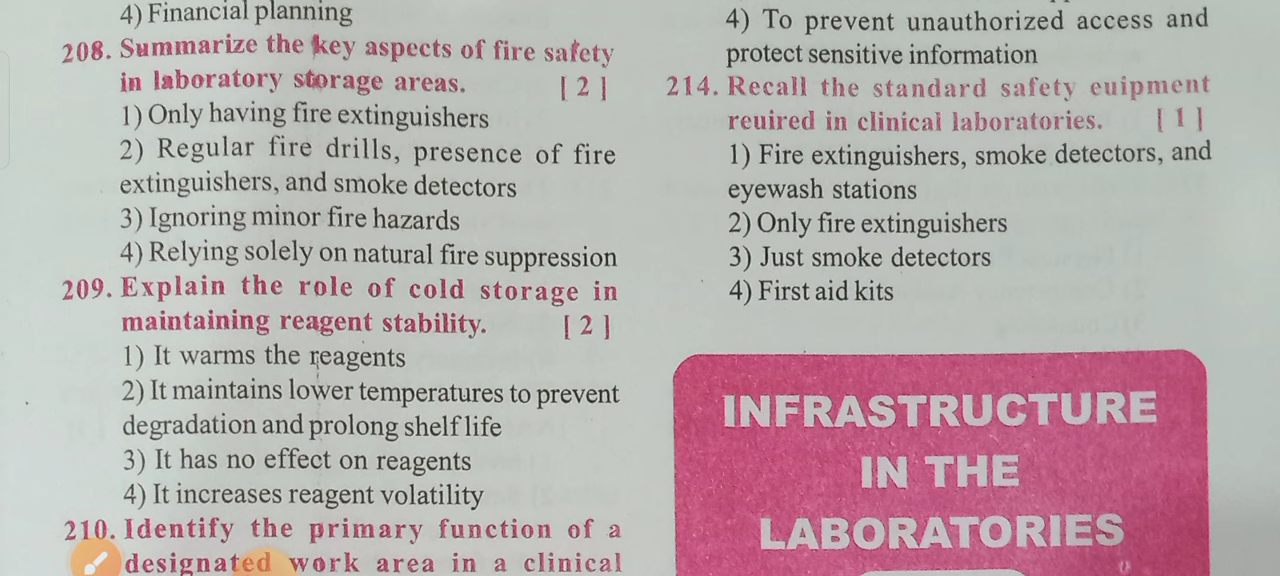 4) Financial planning
208. Summarize the key aspects of fire safety
in laboratory storage areas. [ 2 ]
1) Only having fire extinguishers
2) Regular fire drills, presence of fire
extinguishers, and smoke detectors
3) Ignoring minor fire hazards
4) Relying solely on natural fire suppression
209. Explain the role of cold storage in
maintaining reagent stability. [ 2 ]
1) It warms the reagents
2) It maintains lower temperatures to prevent
degradation and prolong shelf life
3) It has no effect on reagents
4) It increases reagent volatility
210. Identify the primary function of a
designated work area in a clinical
4) To prevent unauthorized access and
protect sensitive information
214. Recall the standard safety euipment
reuired in clinical laboratories. [ 1 ]
1) Fire extinguishers, smoke detectors, and
eyewash stations
2) Only fire extinguishers
3) Just smoke detectors
4) First aid kits
INFRASTRUCTURE
IN THE
LABORATORIES